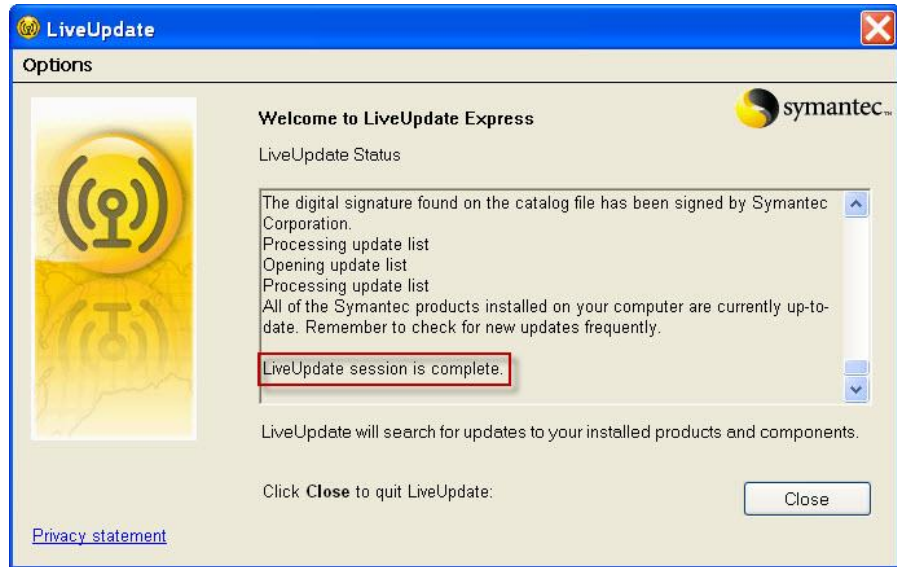 LiveUpdate
Options
symantec™
Welcome to LiveUpdate Express
LiveUpdate Status
The digital signature found on the catalog file has been signed by Symantec
Corporation.
Processing update list
Opening update list
Processing update list
All of the Symantec products installed on your computer are currently up-to-
date. Remember to check for new updates frequently.
LiveUpdate session is complete.
LiveUpdate will search for updates to your installed products and components.
Click Close to quit LiveUpdate:
Close
Privacy statement